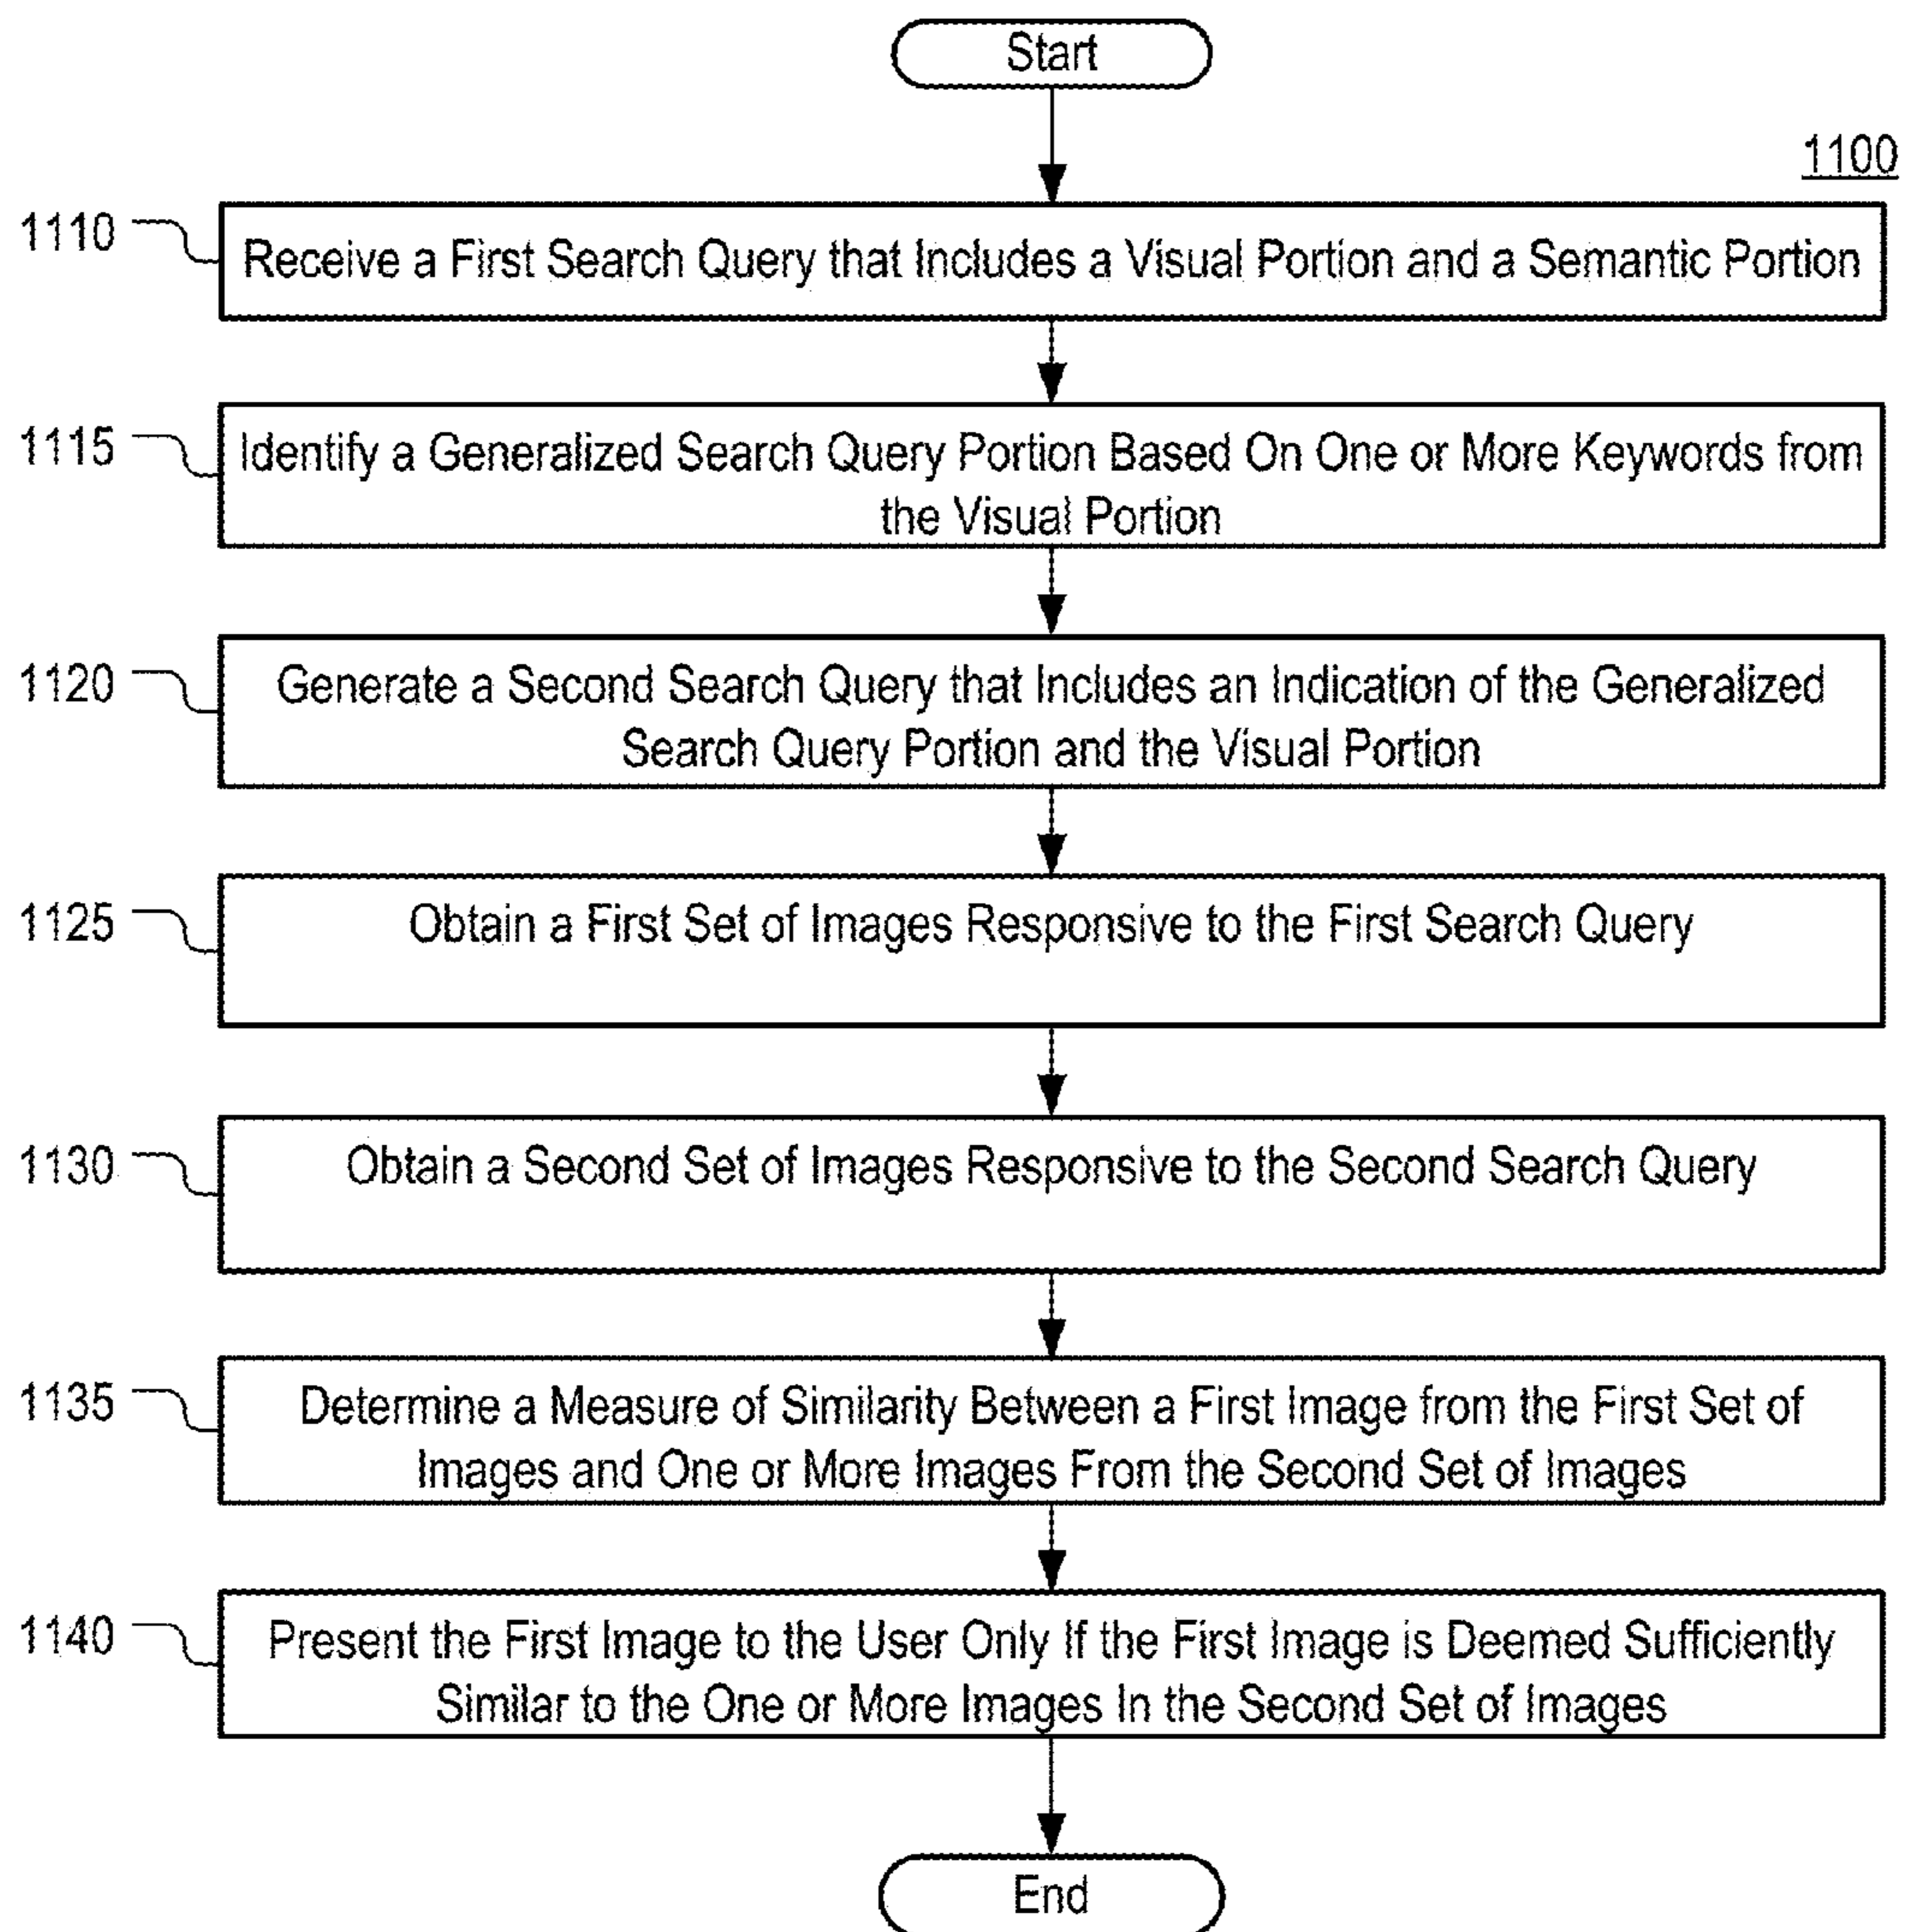 Start
1100
1110
Receive a First Search Query that Includes a Visual Portion and a Semantic Portion
1115
Identify a Generalized Search Query Portion Based On One or More Keywords from
the Visual Portion
1120
Generate a Second Search Query that Includes an Indication of the Generalized
Search Query Portion and the Visual Portion
1125
Obtain a First Set of Images Responsive to the First Search Query
1130
Obtain a Second Set of Images Responsive to the Second Search Query
1135
Determine a Measure of Similarity Between a First Image from the First Set of
Images and One or More Images From the Second Set of Images
1140
Present the First Image to the User Only If the First Image is Deemed Sufficiently
Similar to the One or More Images In the Second Set of Images
End